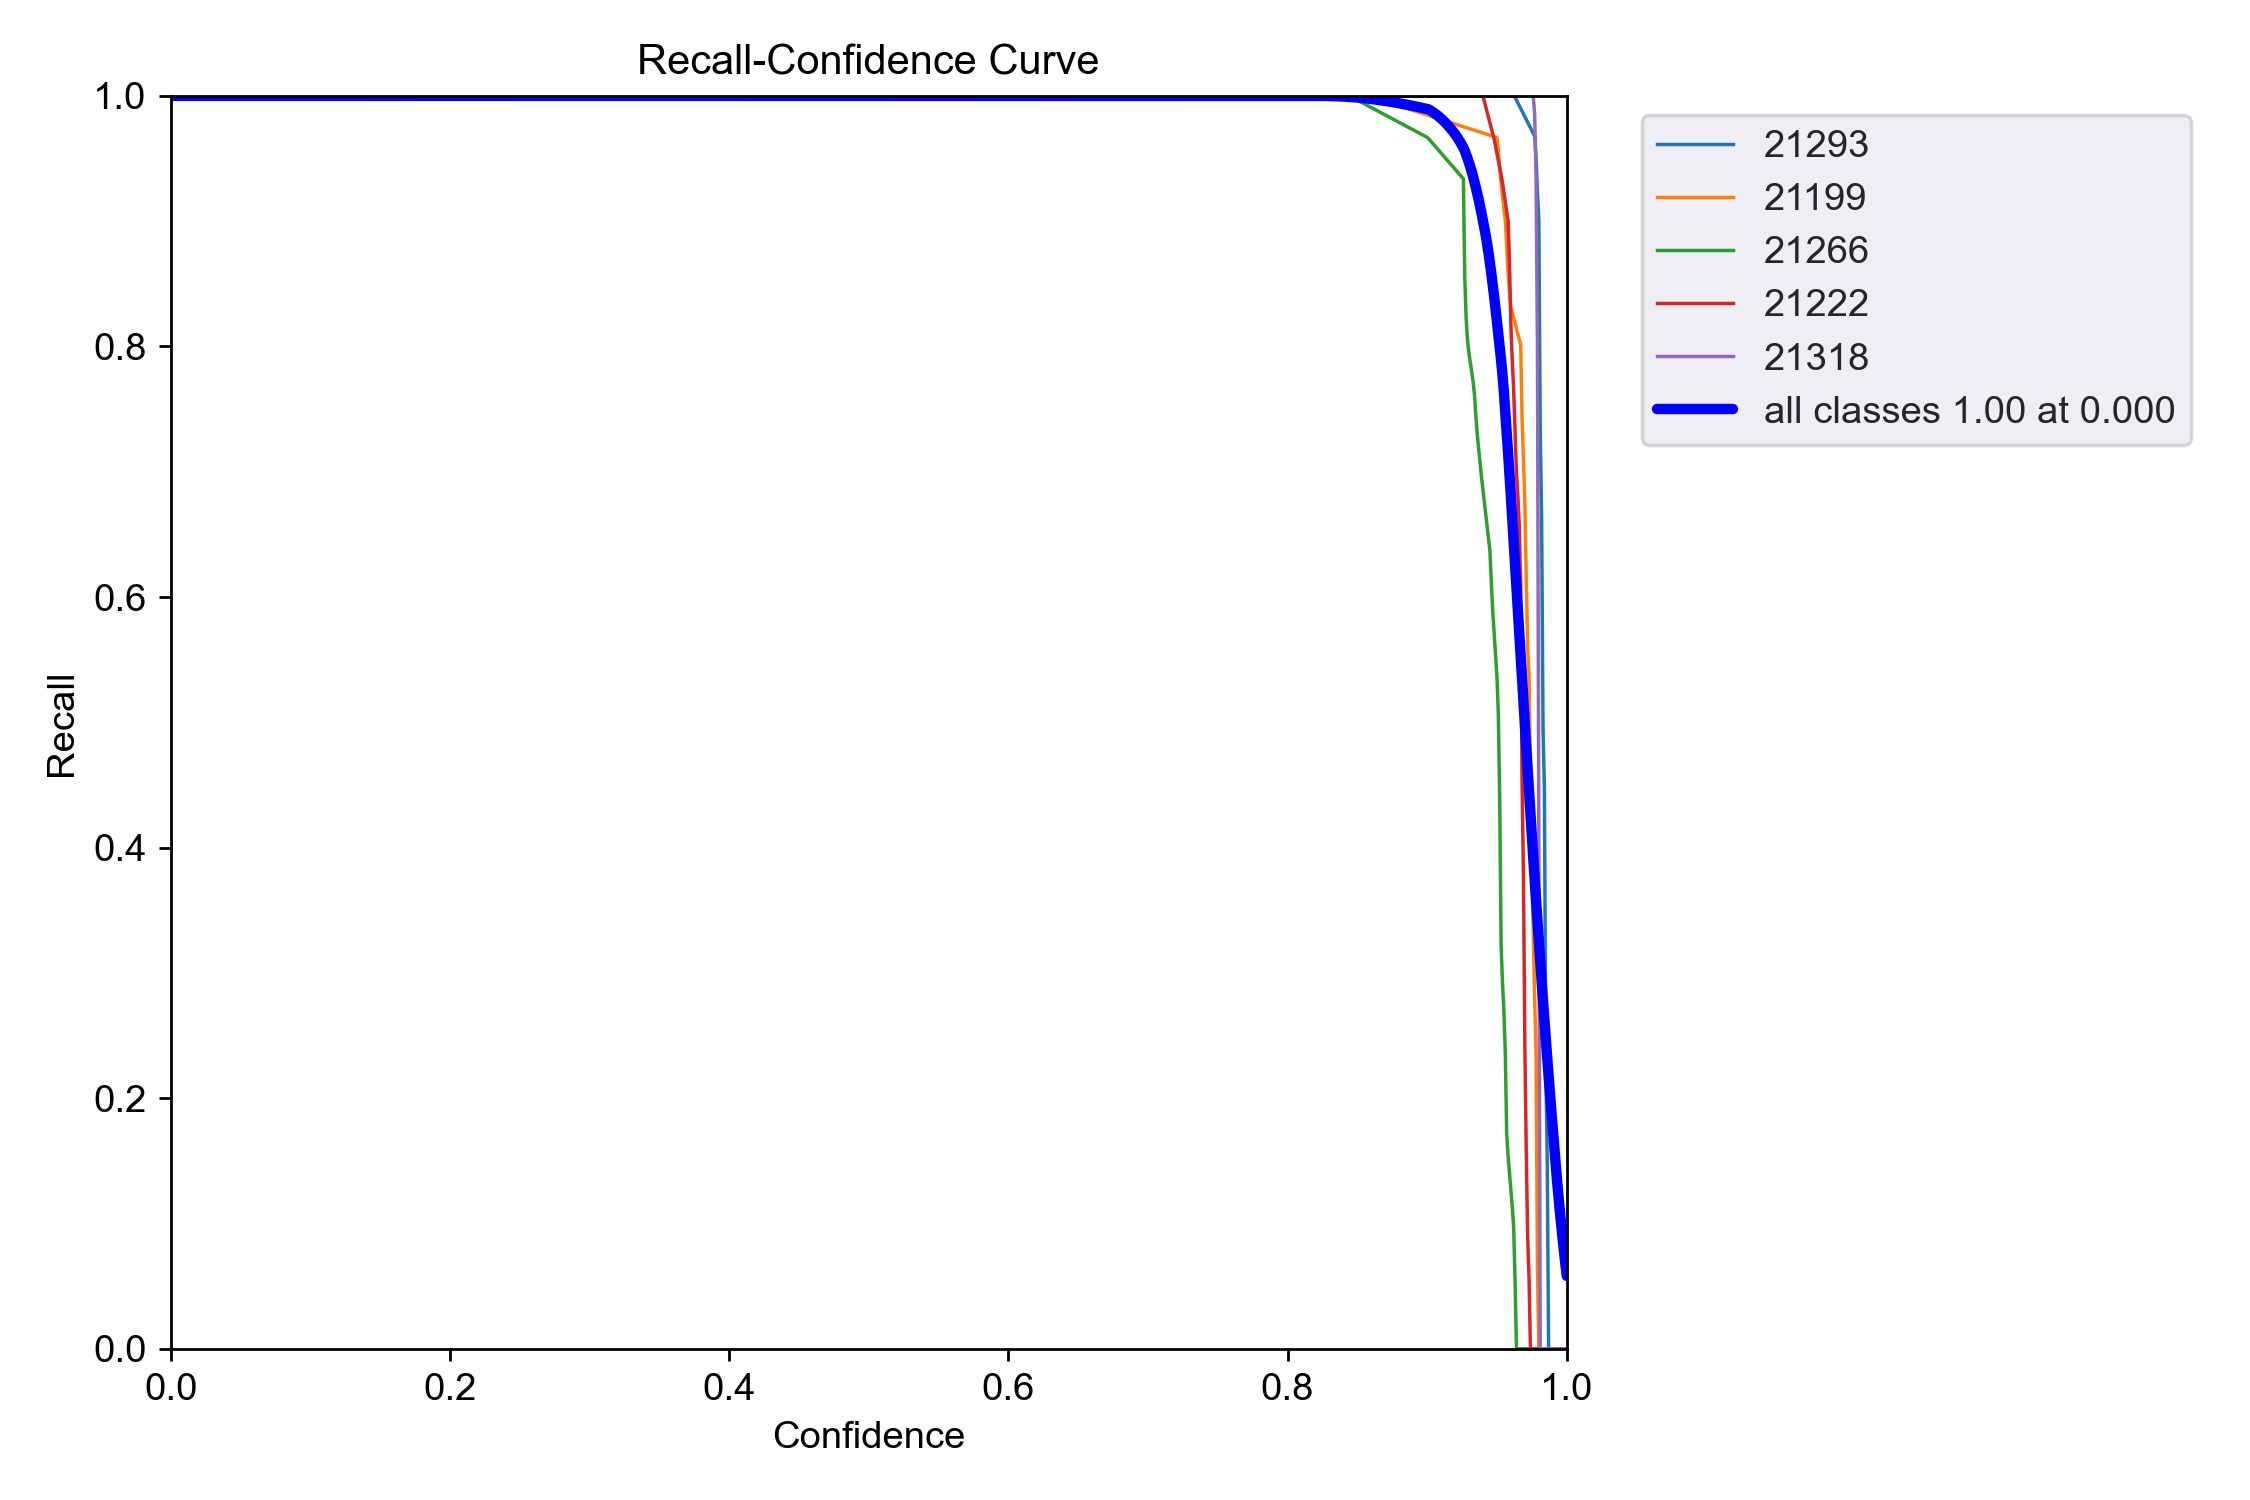 Recall-Confidence Curve
1.0
0.8
0.6
0.4
0.2
0.0
Recall
0.0 0.2 0.4 0.6 0.8 1.0
Confidence
21293
21199
21266
21222
21318
all classes 1.00 at 0.000